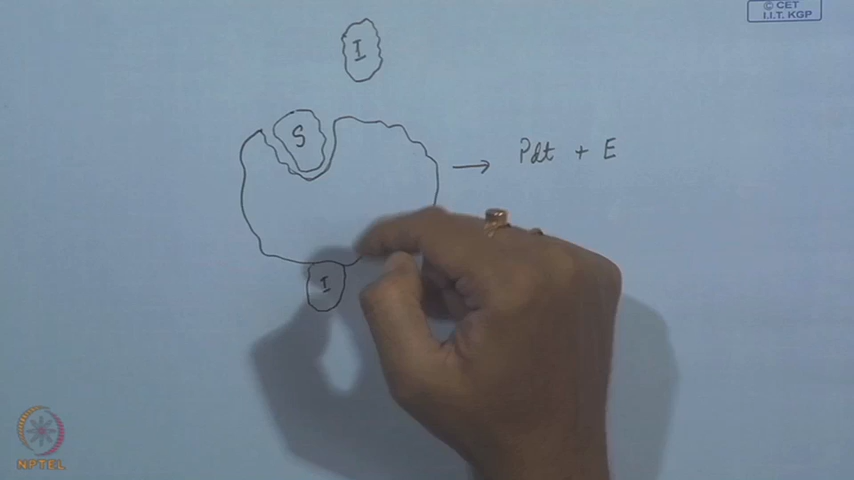 © CET
I.I.T. KGP
I
S
Pdt + E
I
NPTEL